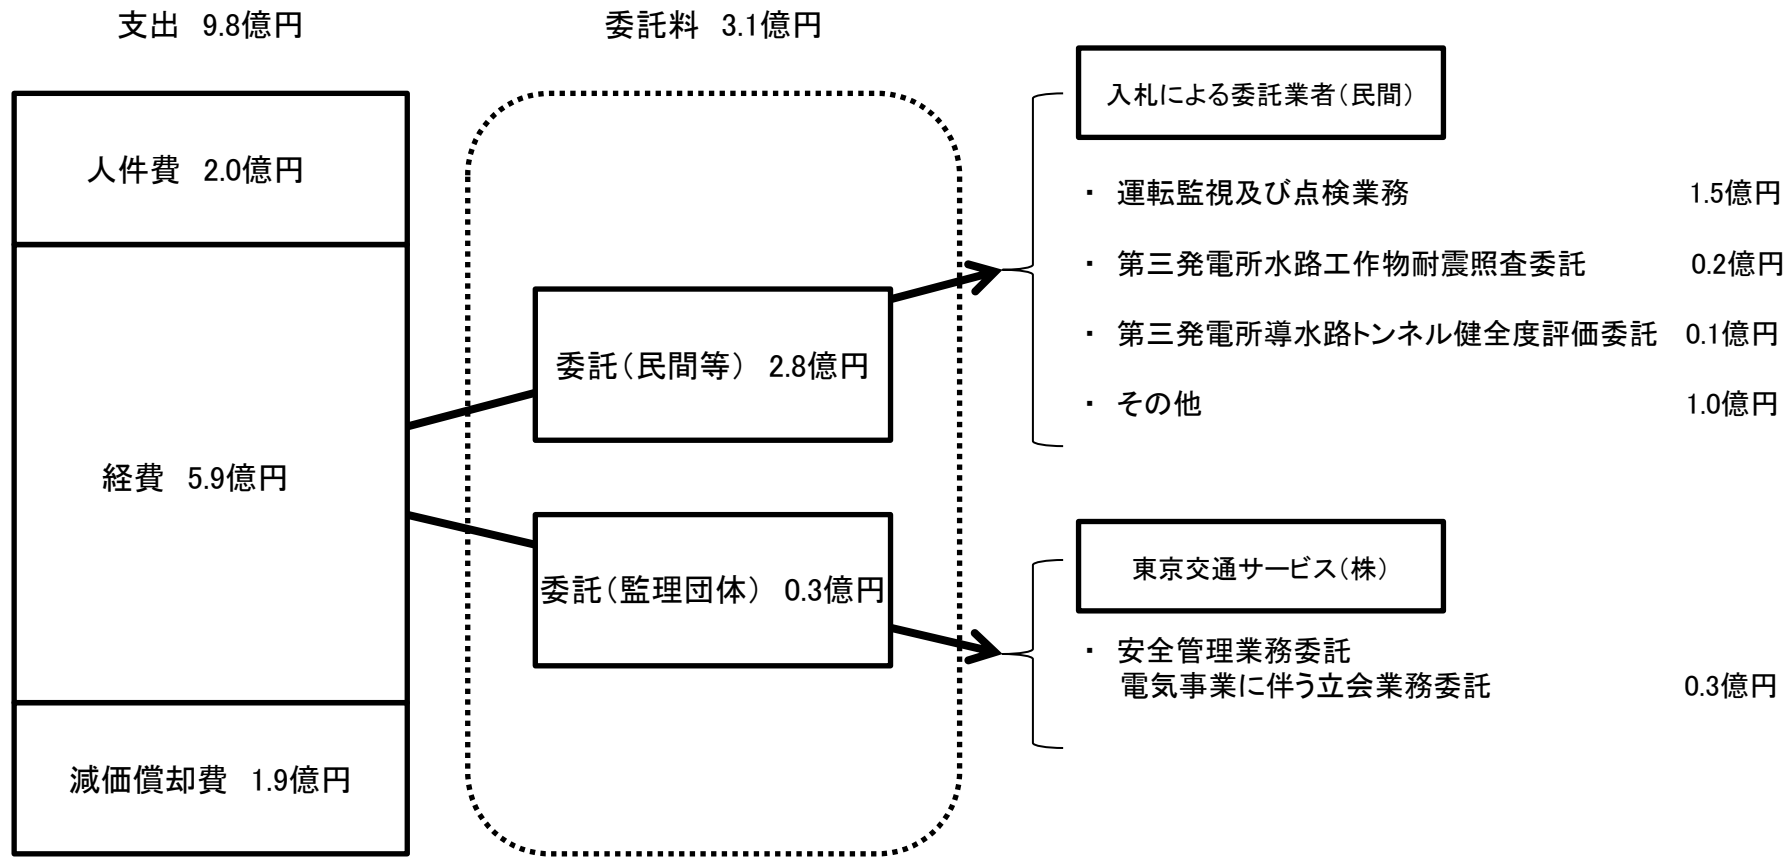 支出　9.8億円
委託料　3.1億円
人件費　2.0億円
経費　5.9億円
減価償却費　1.9億円
委託（民間等）　2.8億円
委託（監理団体）　0.3億円
入札による委託業者（民間）
・　運転監視及び点検業務　1.5億円
・　第三発電所水路工作物耐震照査委託　0.2億円
・　第三発電所導水路トンネル健全度評価委託　0.1億円
・　その他　1.0億円
東京交通サービス（株）
・　安全管理業務委託
電気事業に伴う立会業務委託　0.3億円